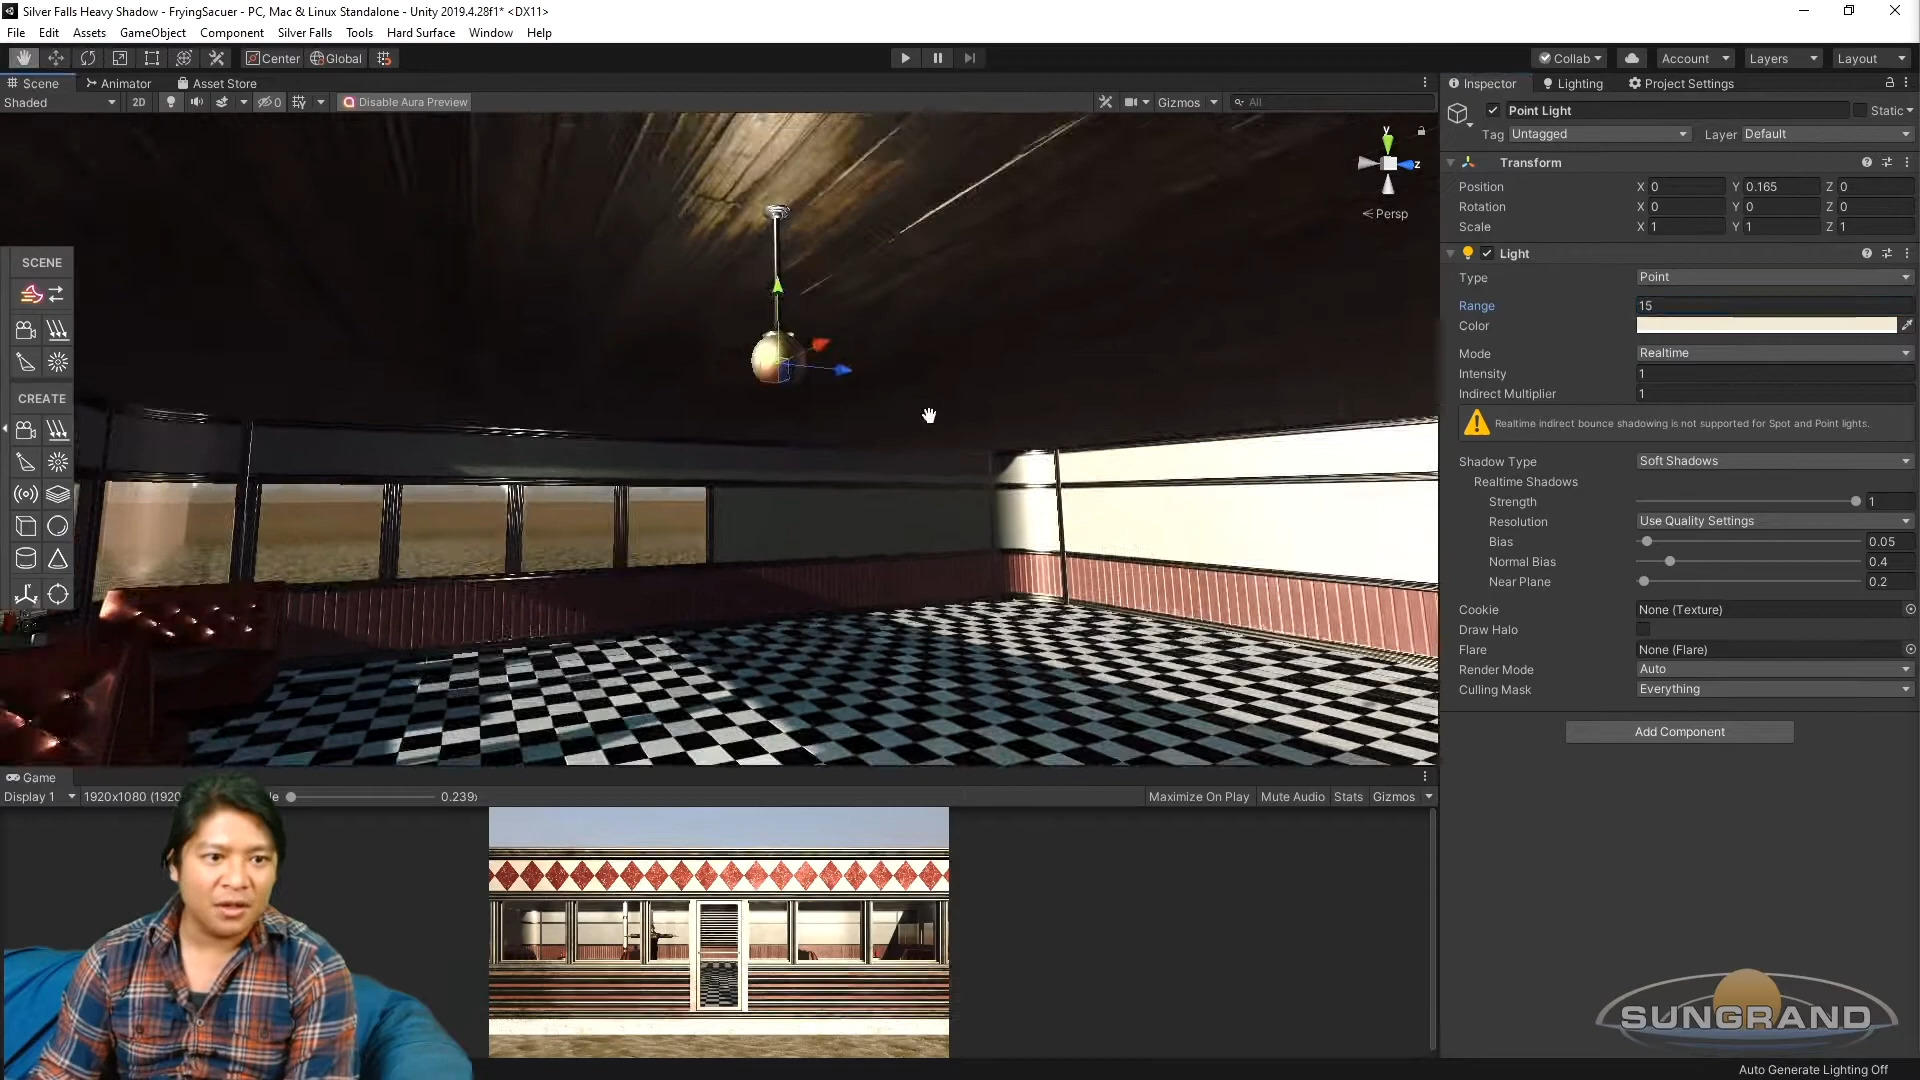 Silver Falls Heavy Shadow - FryingSacuer - PC, Mac & Linux Standalone - Unity 2019.4.28f1* <DX11>
File Edit Assets GameObject Component Silver Falls Tools Hard Surface Window Help
Center Global Collab Account Layers Layout
Scene Animator Asset Store
Shaded 2D 0 Disable Aura Preview Gizmos All
y
z
Persp
SCENE
CREATE
Inspector Lighting Project Settings
Point Light Static
Tag Untagged Layer Default
Transform
Position X 0 Y 0.165 Z 0
Rotation X 0 Y 0 Z 0
Scale X 1 Y 1 Z 1
Light
Type Point
Range 15
Color
Mode Realtime
Intensity 1
Indirect Multiplier 1
Realtime indirect bounce shadowing is not supported for Spot and Point lights.
Shadow Type Soft Shadows
Realtime Shadows
Strength 1
Resolution Use Quality Settings
Bias 0.05
Normal Bias 0.4
Near Plane 0.2
Cookie None (Texture)
Draw Halo
Flare None (Flare)
Render Mode Auto
Culling Mask Everything
Add Component
Game
Display 1 1920x1080 (192 le 0.239x Maximize On Play Mute Audio Stats Gizmos
SUNGRAND
Auto Generate Lighting Off